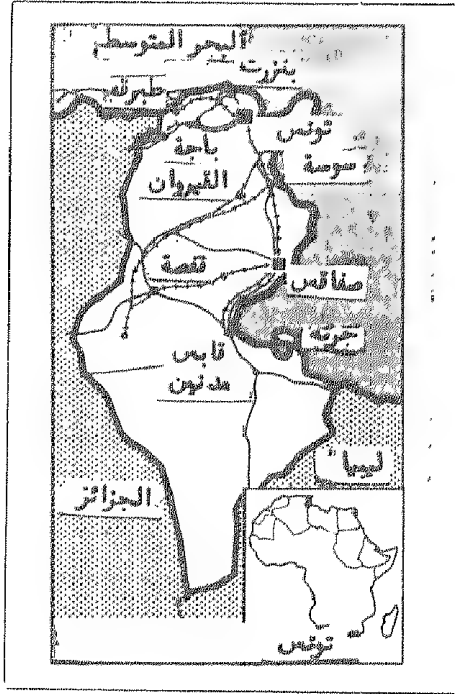 البحر المتوسط
بنزرت
طبرقة
تونس
باجة
سوسة
القيروان
قفصة
صفاقس
جربة
قابس
مدنين
ليبيا
الجزائر
تونس